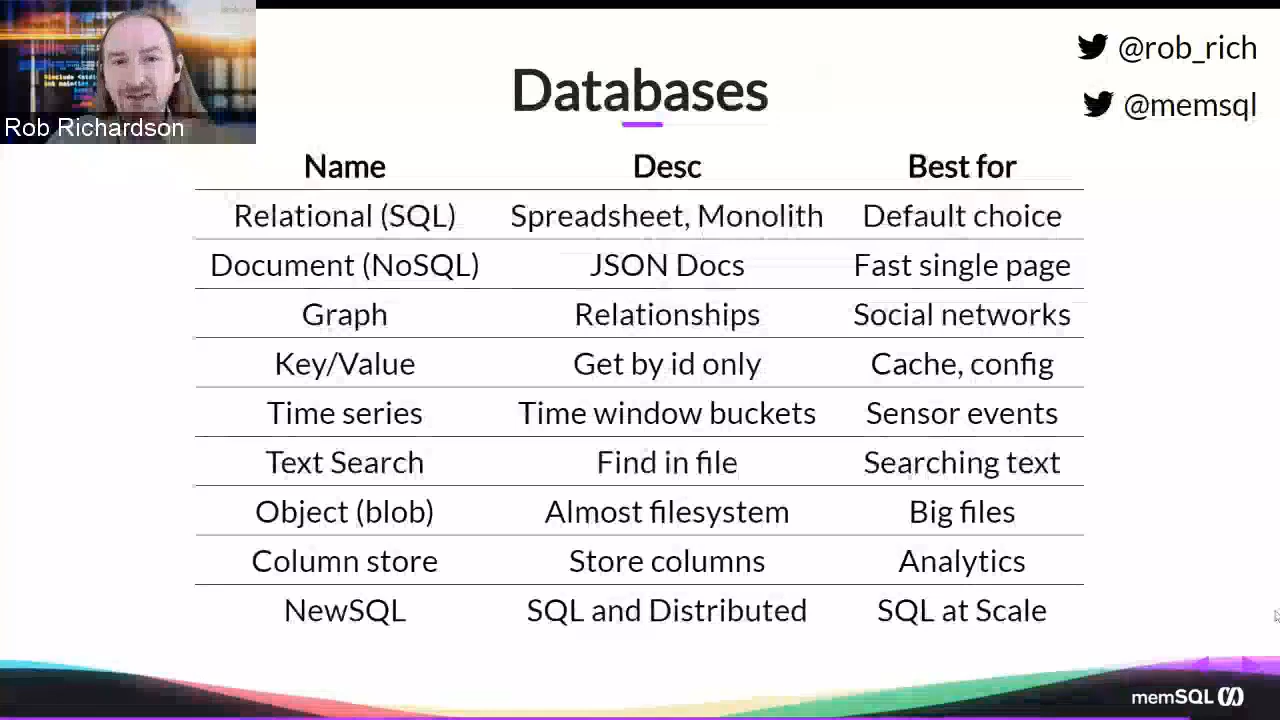 Rob Richardson
@rob_rich
@memsql
Databases
Name Desc Best for
Relational (SQL) Spreadsheet, Monolith Default choice
Document (NoSQL) JSON Docs Fast single page
Graph Relationships Social networks
Key/Value Get by id only Cache, config
Time series Time window buckets Sensor events
Text Search Find in file Searching text
Object (blob) Almost filesystem Big files
Column store Store columns Analytics
NewSQL SQL and Distributed SQL at Scale
memSQL